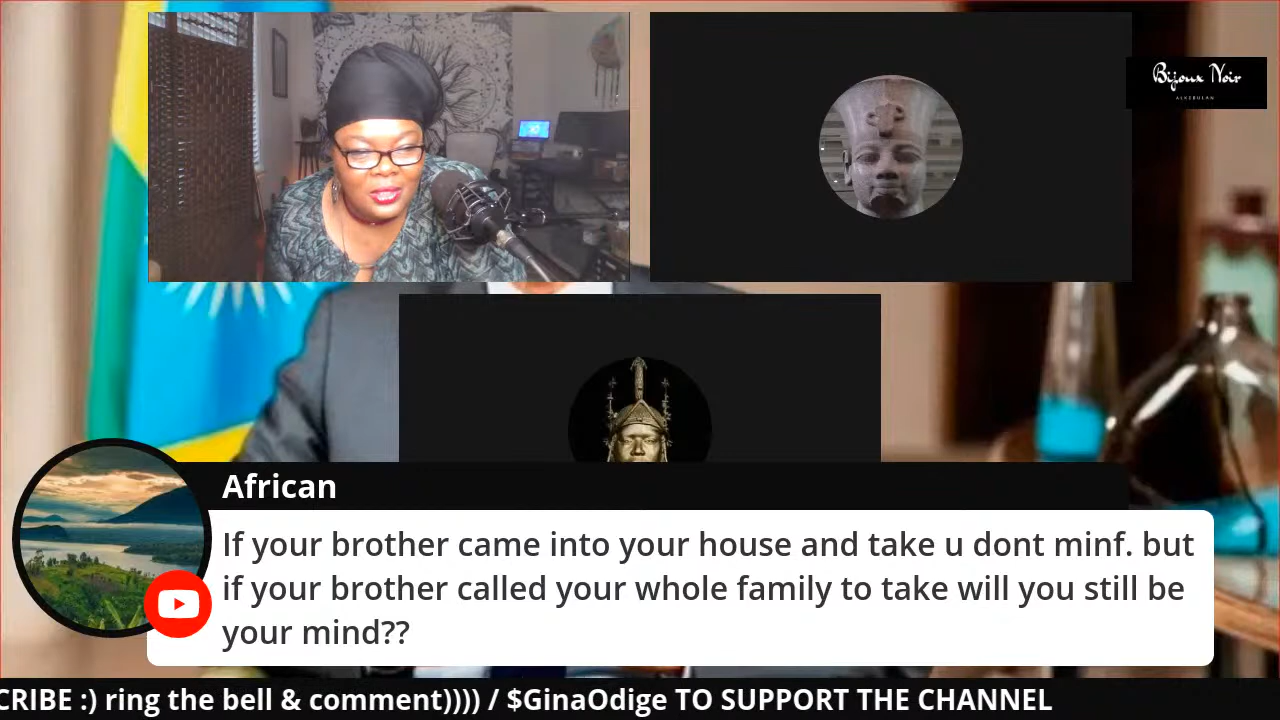 Bijoux Noir
ALKEBULAN
African
If your brother came into your house and take u dont minf. but
if your brother called your whole family to take will you still be
your mind??
CRIBE :) ring the bell & comment)))) / $GinaOdige TO SUPPORT THE CHANNEL